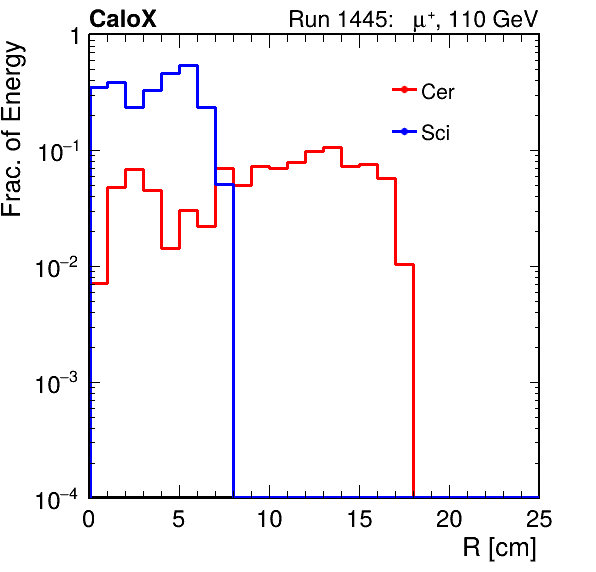 CaloX Run 1445: μ⁺, 110 GeV
Frac. of Energy
1
10⁻¹
10⁻²
10⁻³
10⁻⁴
Cer
Sci
0 5 10 15 20 25
R [cm]